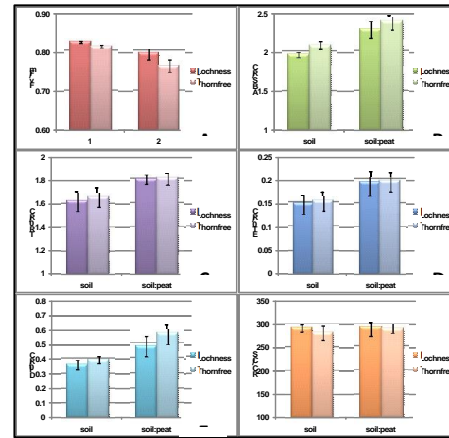 0.90
0.80
0.70
0.60
1 2
Lochness
Thornfree
2.5
2
1.5
1
soil soil:peat
Lochness
Thornfree
2
1.8
1.6
1.4
1.2
1
soil soil:peat
Lochness
Thornfree
0.25
0.2
0.15
0.1
0.05
0
soil soil:peat
Lochness
Thornfree
0.8
0.7
0.6
0.5
0.4
0.3
0.2
0.1
0
soil soil:peat
Lochness
Thornfree
350
300
250
200
150
100
soil soil:peat
Lochness
Thornfree